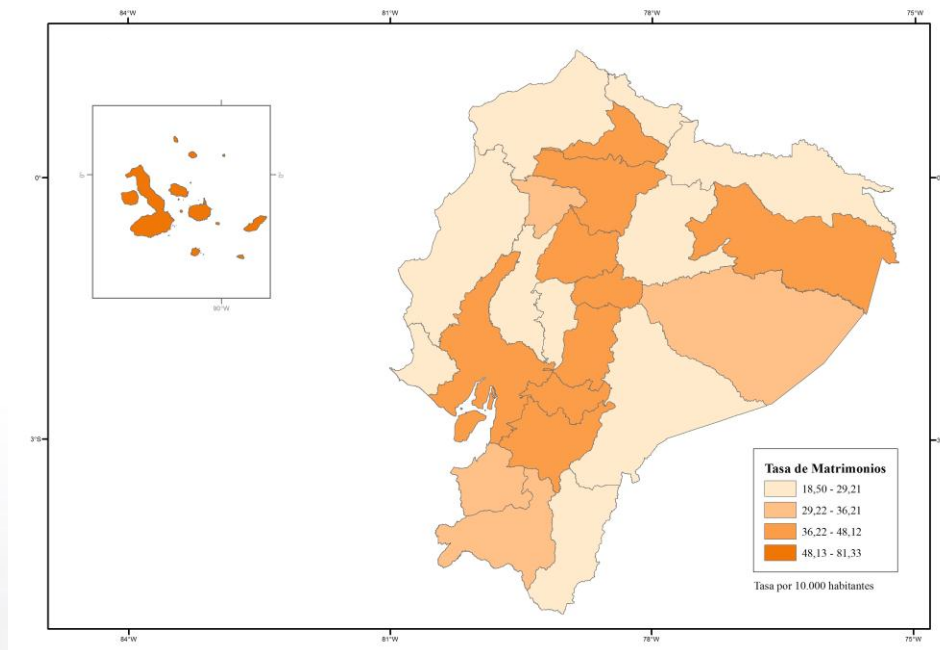 84°W 81°W 78°W 75°W
0°
0°
0°
90°W
3°S
Tasa de Matrimonios
18,50 - 29,21
29,22 - 36,21
36,22 - 48,12
48,13 - 81,33
Tasa por 10.000 habitantes
84°W 81°W 78°W 75°W